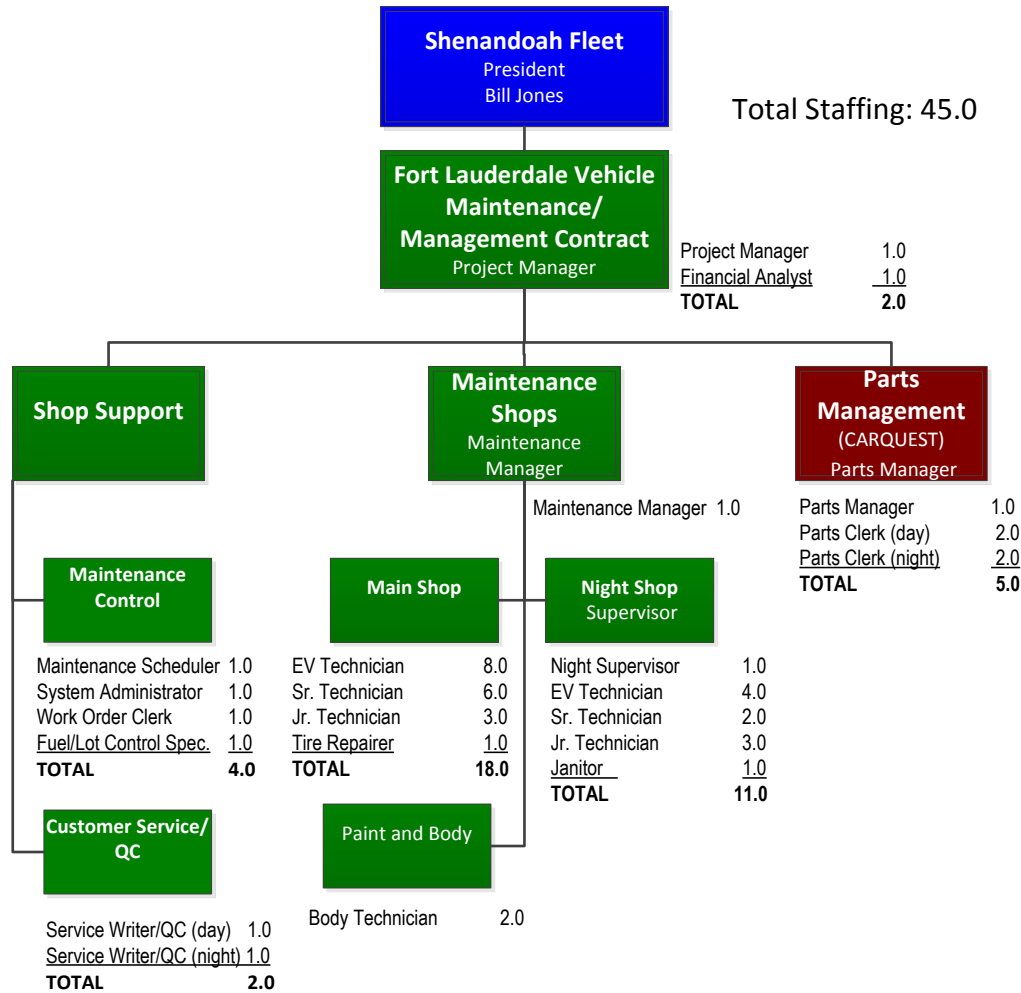 Shenandoah Fleet
President
Bill Jones
Total Staffing: 45.0
Fort Lauderdale Vehicle
Maintenance/
Management Contract
Project Manager
Project Manager 1.0
Financial Analyst 1.0
TOTAL 2.0
Shop Support
Maintenance
Shops
Maintenance
Manager
Parts
Management
(CARQUEST)
Parts Manager
Maintenance Manager 1.0
Parts Manager 1.0
Parts Clerk (day) 2.0
Parts Clerk (night) 2.0
TOTAL 5.0
Maintenance
Control
Main Shop
Night Shop
Supervisor
Maintenance Scheduler 1.0
System Administrator 1.0
Work Order Clerk 1.0
Fuel/Lot Control Spec. 1.0
TOTAL 4.0
EV Technician 8.0
Sr. Technician 6.0
Jr. Technician 3.0
Tire Repairer 1.0
TOTAL 18.0
Night Supervisor 1.0
EV Technician 4.0
Sr. Technician 2.0
Jr. Technician 3.0
Janitor 1.0
TOTAL 11.0
Customer Service/
QC
Paint and Body
Service Writer/QC (day) 1.0
Service Writer/QC (night) 1.0
TOTAL 2.0
Body Technician 2.0